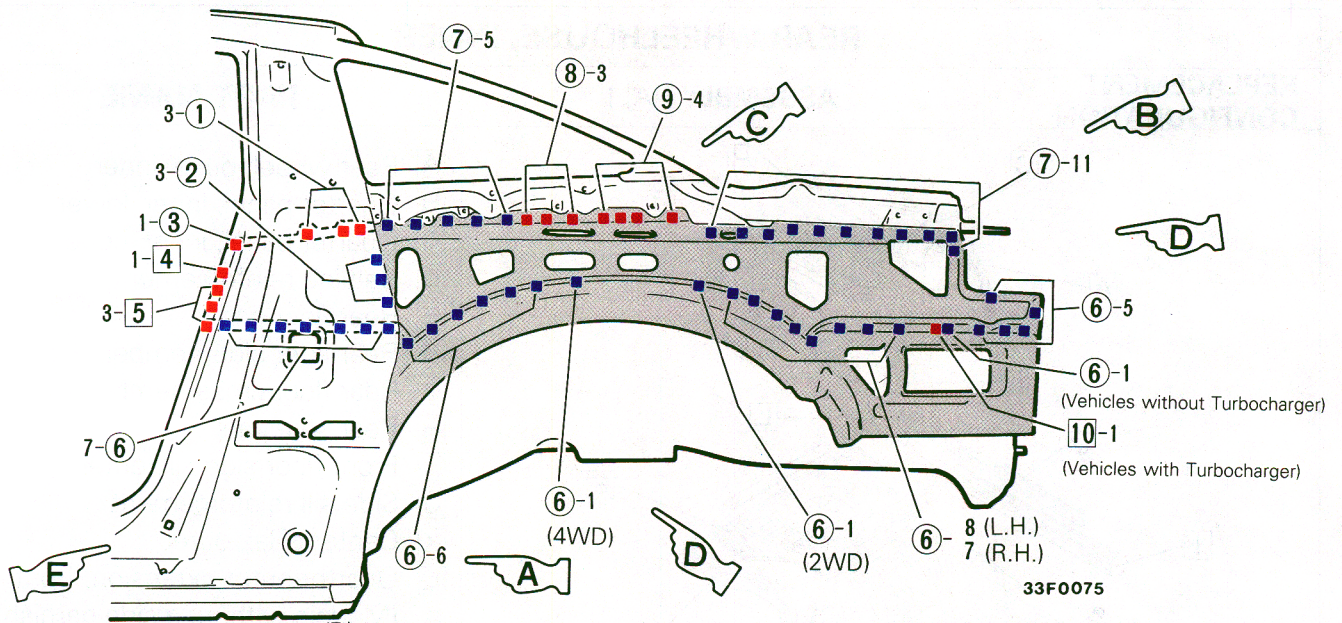 ⑦-5
⑧-3
⑨-4
3-①
3-②
1-③
1-4
3-5
7-⑥
C
B
⑦-11
D
⑥-5
⑥-1
(Vehicles without Turbocharger)
10-1
(Vehicles with Turbocharger)
⑥-1
(4WD)
⑥-6
⑥-1
(2WD)
⑥- 8 (L.H.)
7 (R.H.)
E
A
D
33F0075